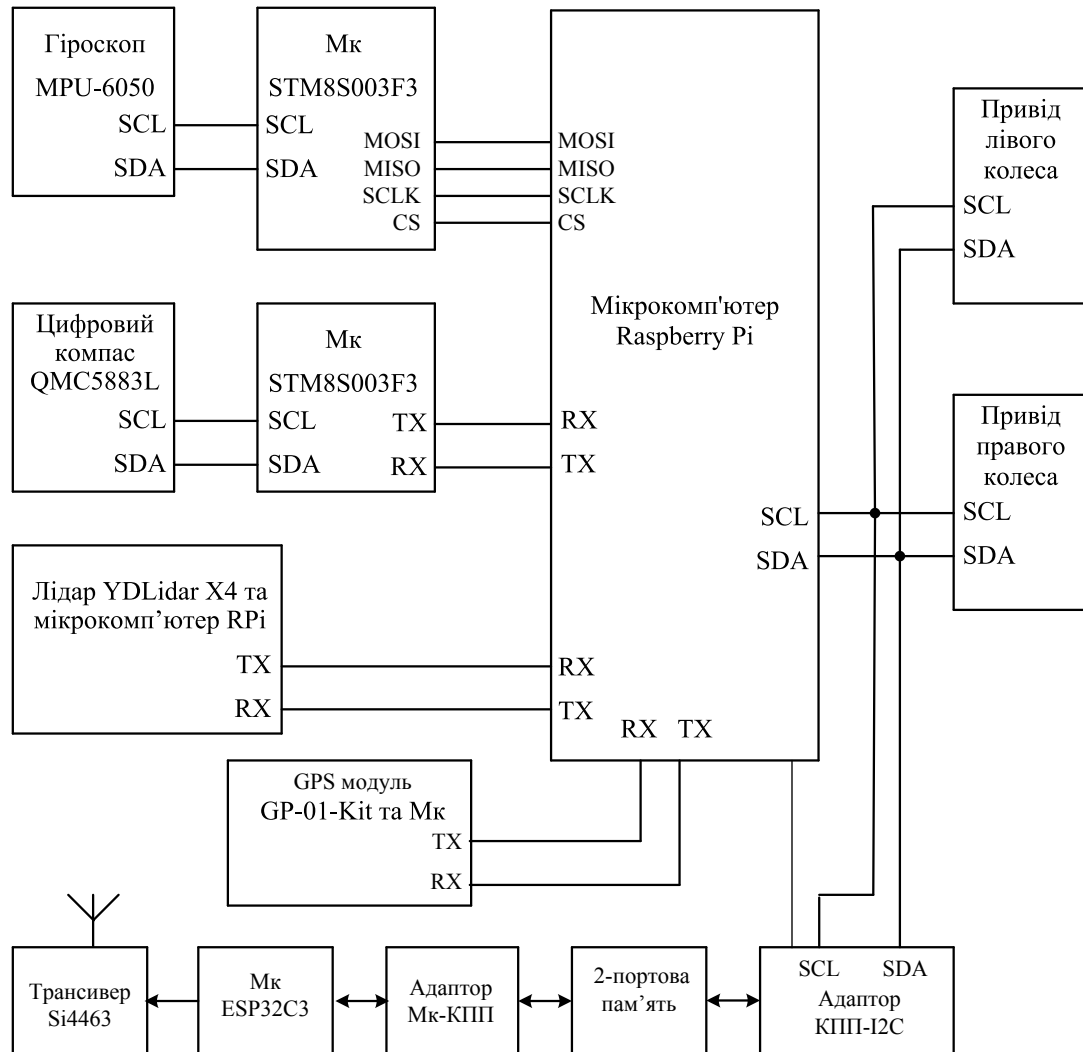 Гіроскоп
MPU-6050
SCL
SDA
Мк
STM8S003F3
SCL
SDA
MOSI
MISO
SCLK
CS
MOSI
MISO
SCLK
CS
Мікрокомп'ютер
Raspberry Pi
Привід
лівого
колеса
SCL
SDA
Цифровий
компас
QMC5883L
SCL
SDA
Мк
STM8S003F3
SCL
SDA
TX
RX
RX
TX
SCL
SDA
Привід
правого
колеса
SCL
SDA
Лідар YDLidar X4 та
мікрокомп’ютер RPi
TX
RX
RX
TX
RX TX
GPS модуль
GP-01-Kit та Мк
TX
RX
Трансивер
Si4463
Мк
ESP32C3
Адаптор
Мк-КПП
2-портова
пам’ять
SCL SDA
Адаптор
КПП-I2C